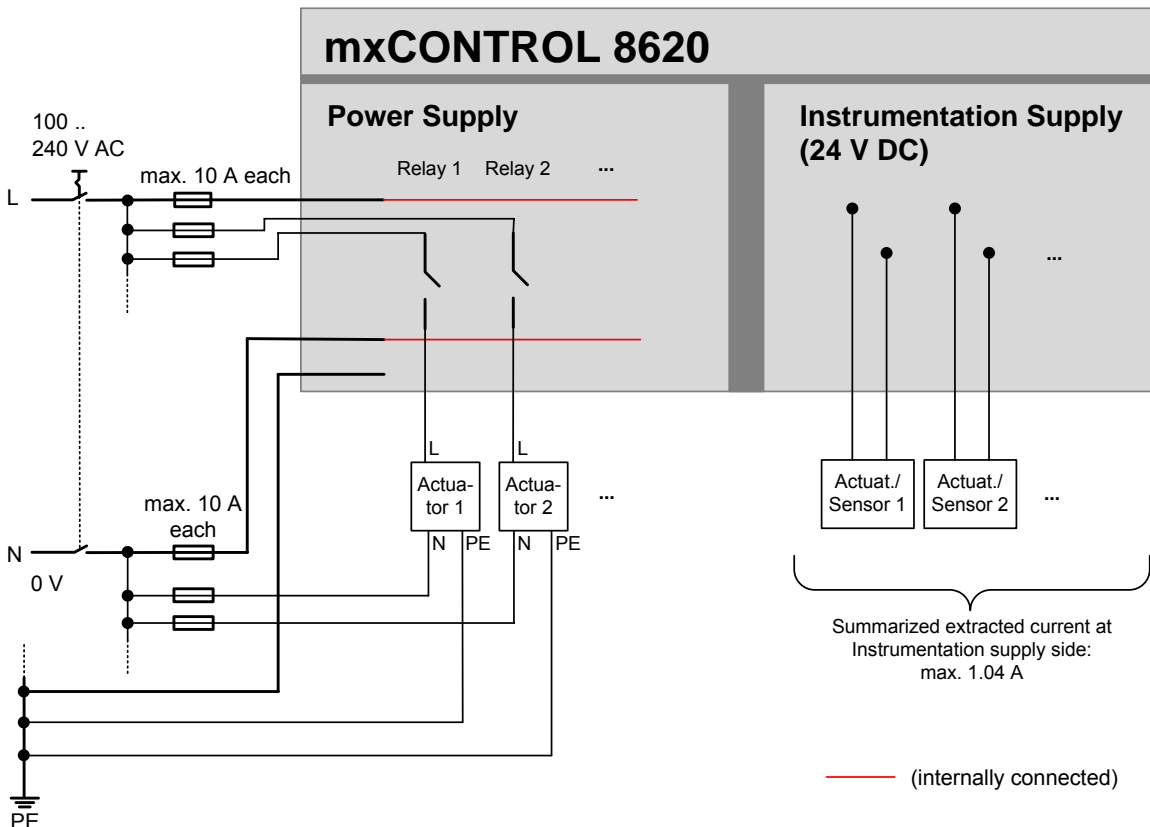 mxCONTROL 8620
Power Supply
Instrumentation Supply
(24 V DC)
100 ..
240 V AC
max. 10 A each
Relay 1
Relay 2
...
L
...
L
L
Actua-
tor 1
Actua-
tor 2
...
Actuat./
Sensor 1
Actuat./
Sensor 2
...
max. 10 A
each
N
PE
N
PE
N
0 V
Summarized extracted current at
Instrumentation supply side:
max. 1.04 A
(internally connected)
PE